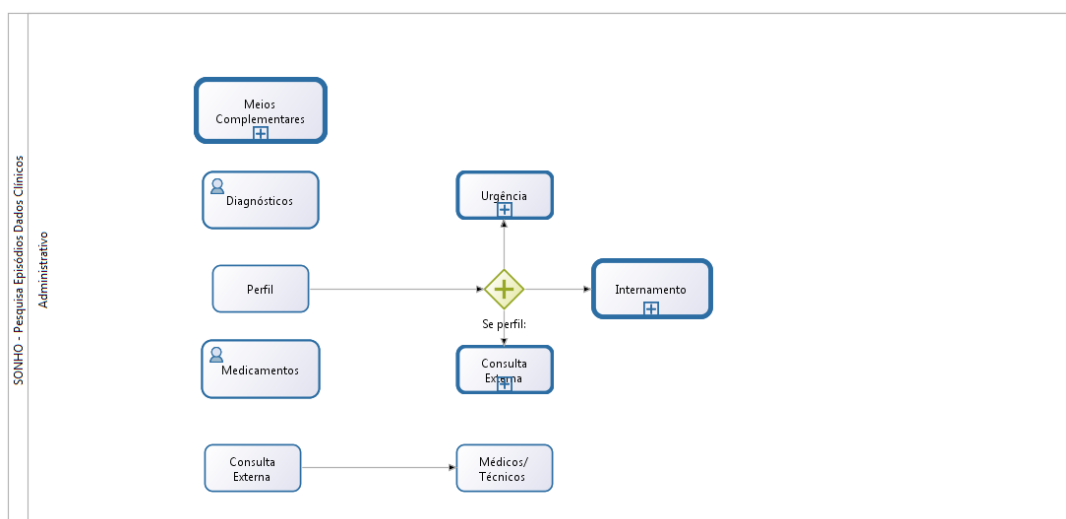 SONHO - Pesquisa Episódios Dados Clínicos
Administrativo
Meios
Complementares
Diagnósticos
Urgência
Perfil
Internamento
Se perfil:
Medicamentos
Consulta
Externa
Consulta
Externa
Médicos/
Técnicos